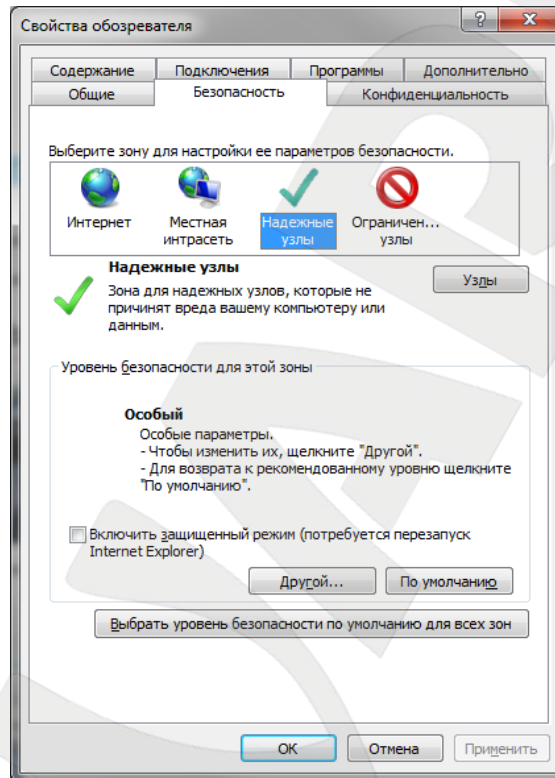 Свойства обозревателя
Содержание Подключения Программы Дополнительно
Общие Безопасность Конфиденциальность
Выберите зону для настройки ее параметров безопасности.
Интернет Местная Надежные Ограничен...
интрасеть узлы узлы
Надежные узлы
Узлы
Зона для надежных узлов, которые не
причинят вреда вашему компьютеру или
данным.
Уровень безопасности для этой зоны
Особый
Особые параметры.
- Чтобы изменить их, щелкните "Другой".
- Для возврата к рекомендованному уровню щелкните
"По умолчанию".
Включить защищенный режим (потребуется перезапуск
Internet Explorer)
Другой... По умолчанию
Выбрать уровень безопасности по умолчанию для всех зон
ОК Отмена Применить